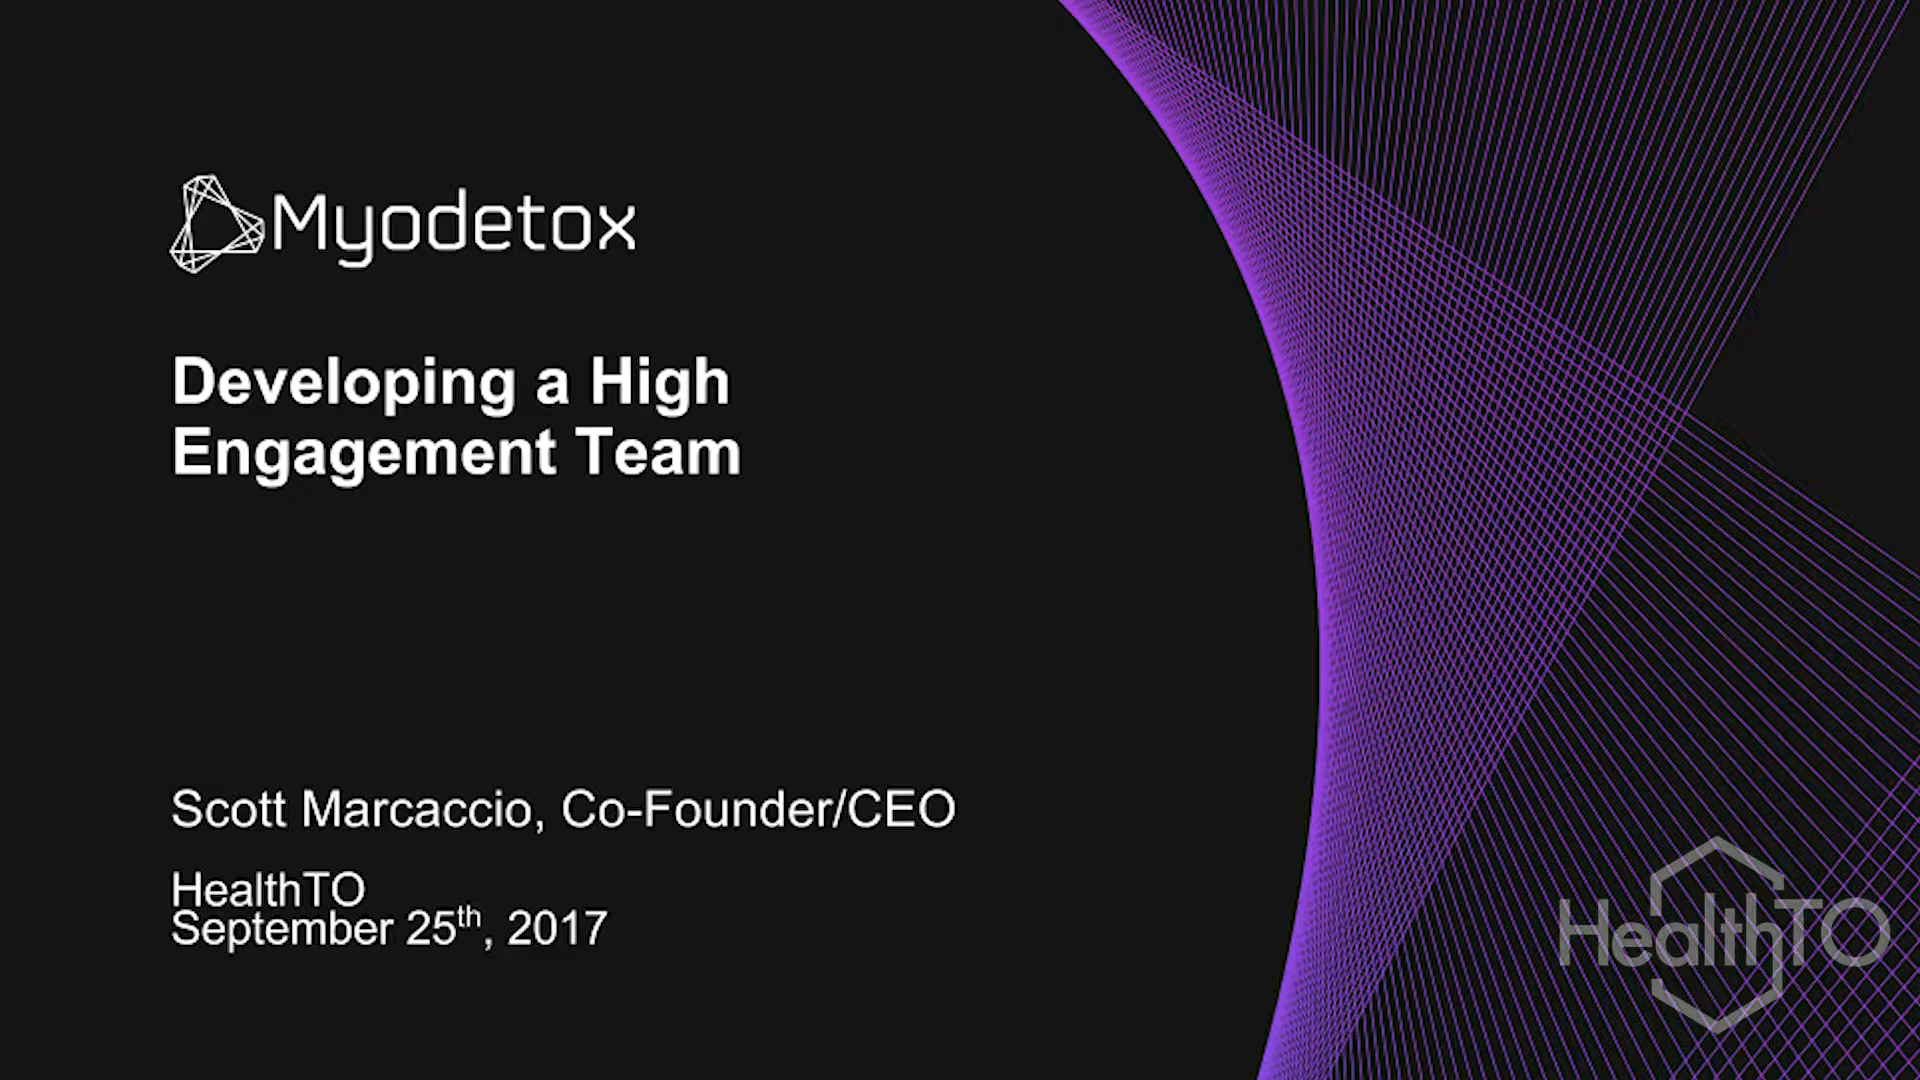 Myodetox
Developing a High
Engagement Team
Scott Marcaccio, Co-Founder/CEO
HealthTO
September 25th, 2017
HealthTO